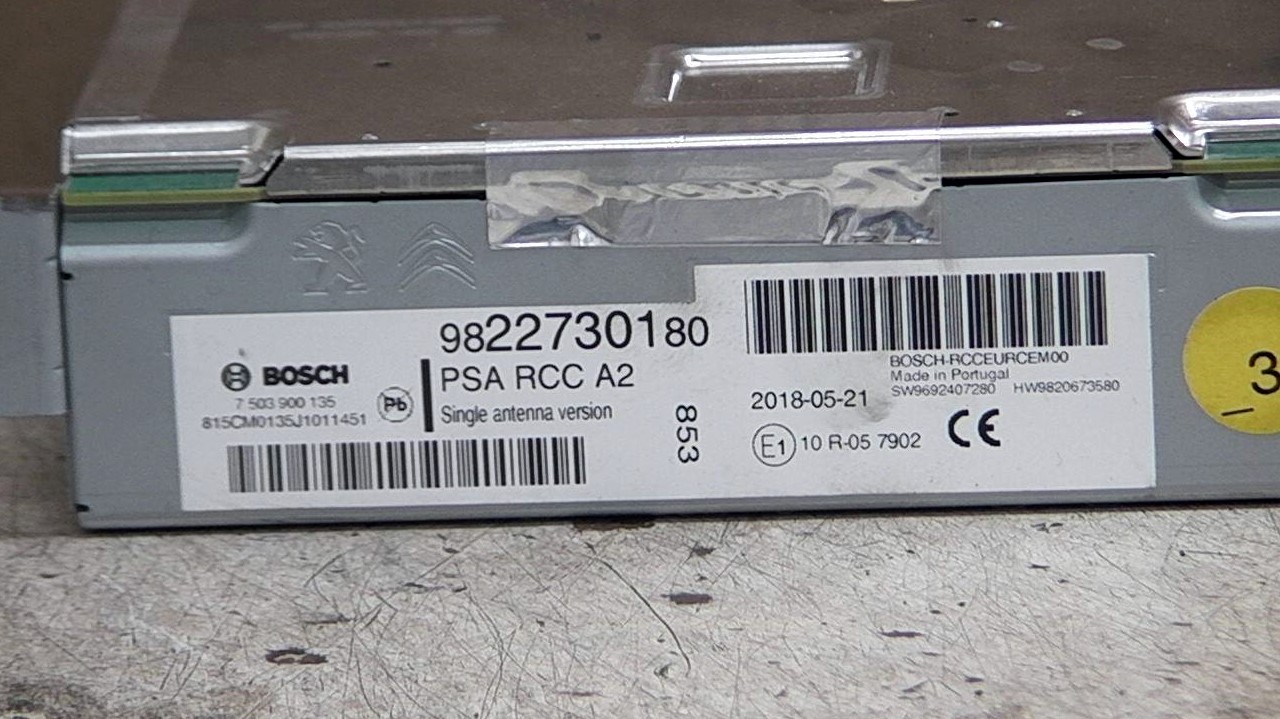 9822730180
BOSCH
PSA RCC A2
7 503 900 135
Pb
Single antenna version
815CM0135J1011451
853
BOSCH-RCCEURCEM00
Made in Portugal
SW9692407280 HW9820673580
2018-05-21
E1 10 R-05 7902 CE
3